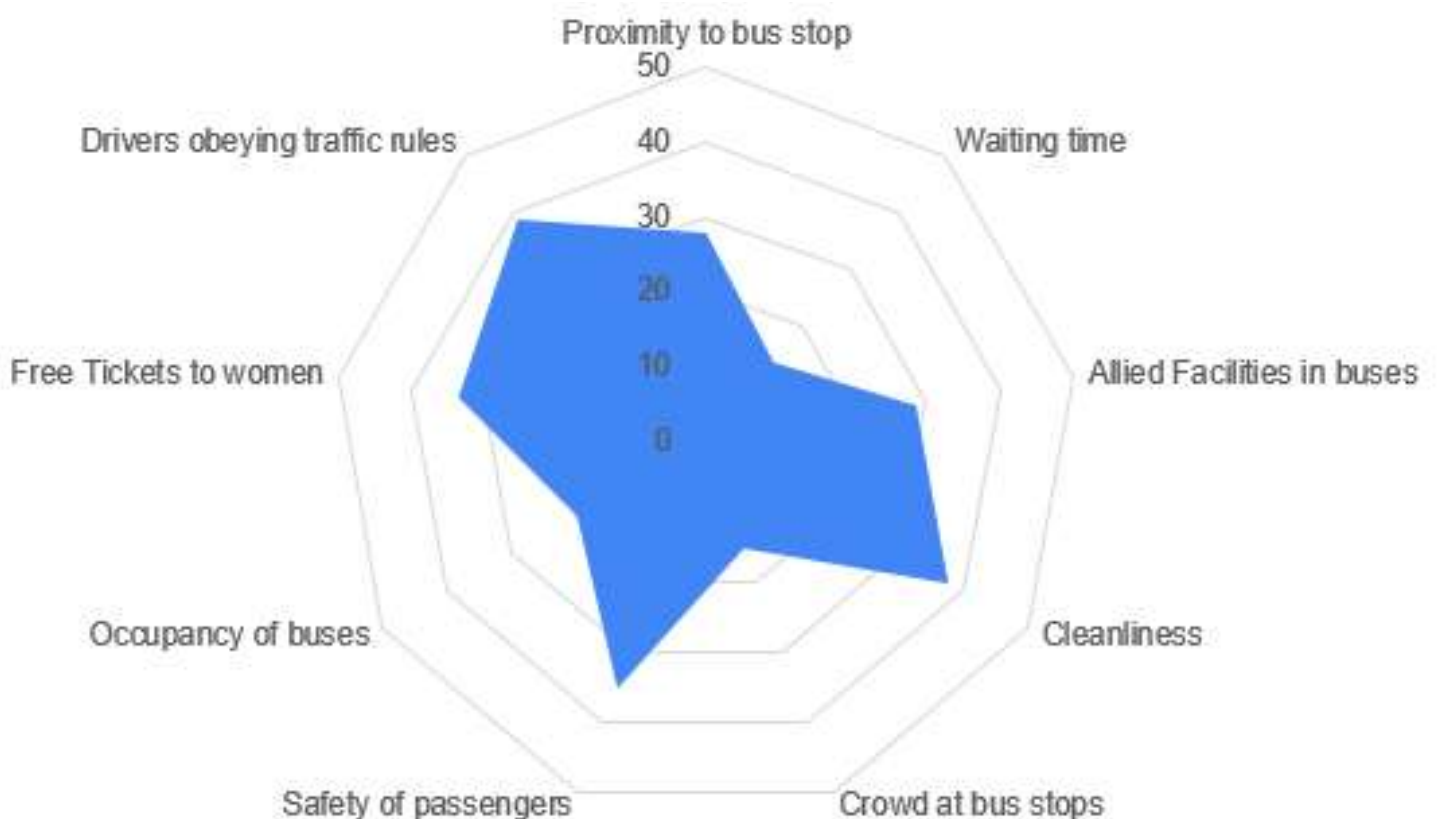 Proximity to bus stop
50
Drivers obeying traffic rules
40
Waiting time
30
20
10
Free Tickets to women
Allied Facilities in buses
0
Occupancy of buses
Cleanliness
Safety of passengers
Crowd at bus stops